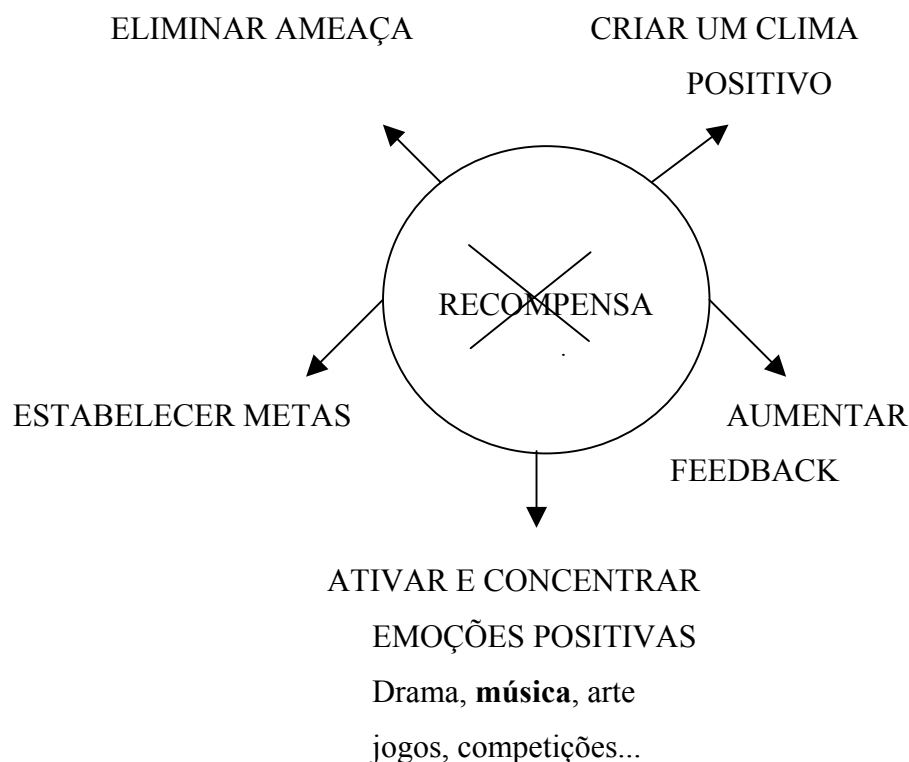 ELIMINAR AMEAÇA
CRIAR UM CLIMA
POSITIVO
RECOMPENSA
ESTABELECER METAS
AUMENTAR
FEEDBACK
ATIVAR E CONCENTRAR
EMOÇÕES POSITIVAS
Drama, música, arte
jogos, competições...